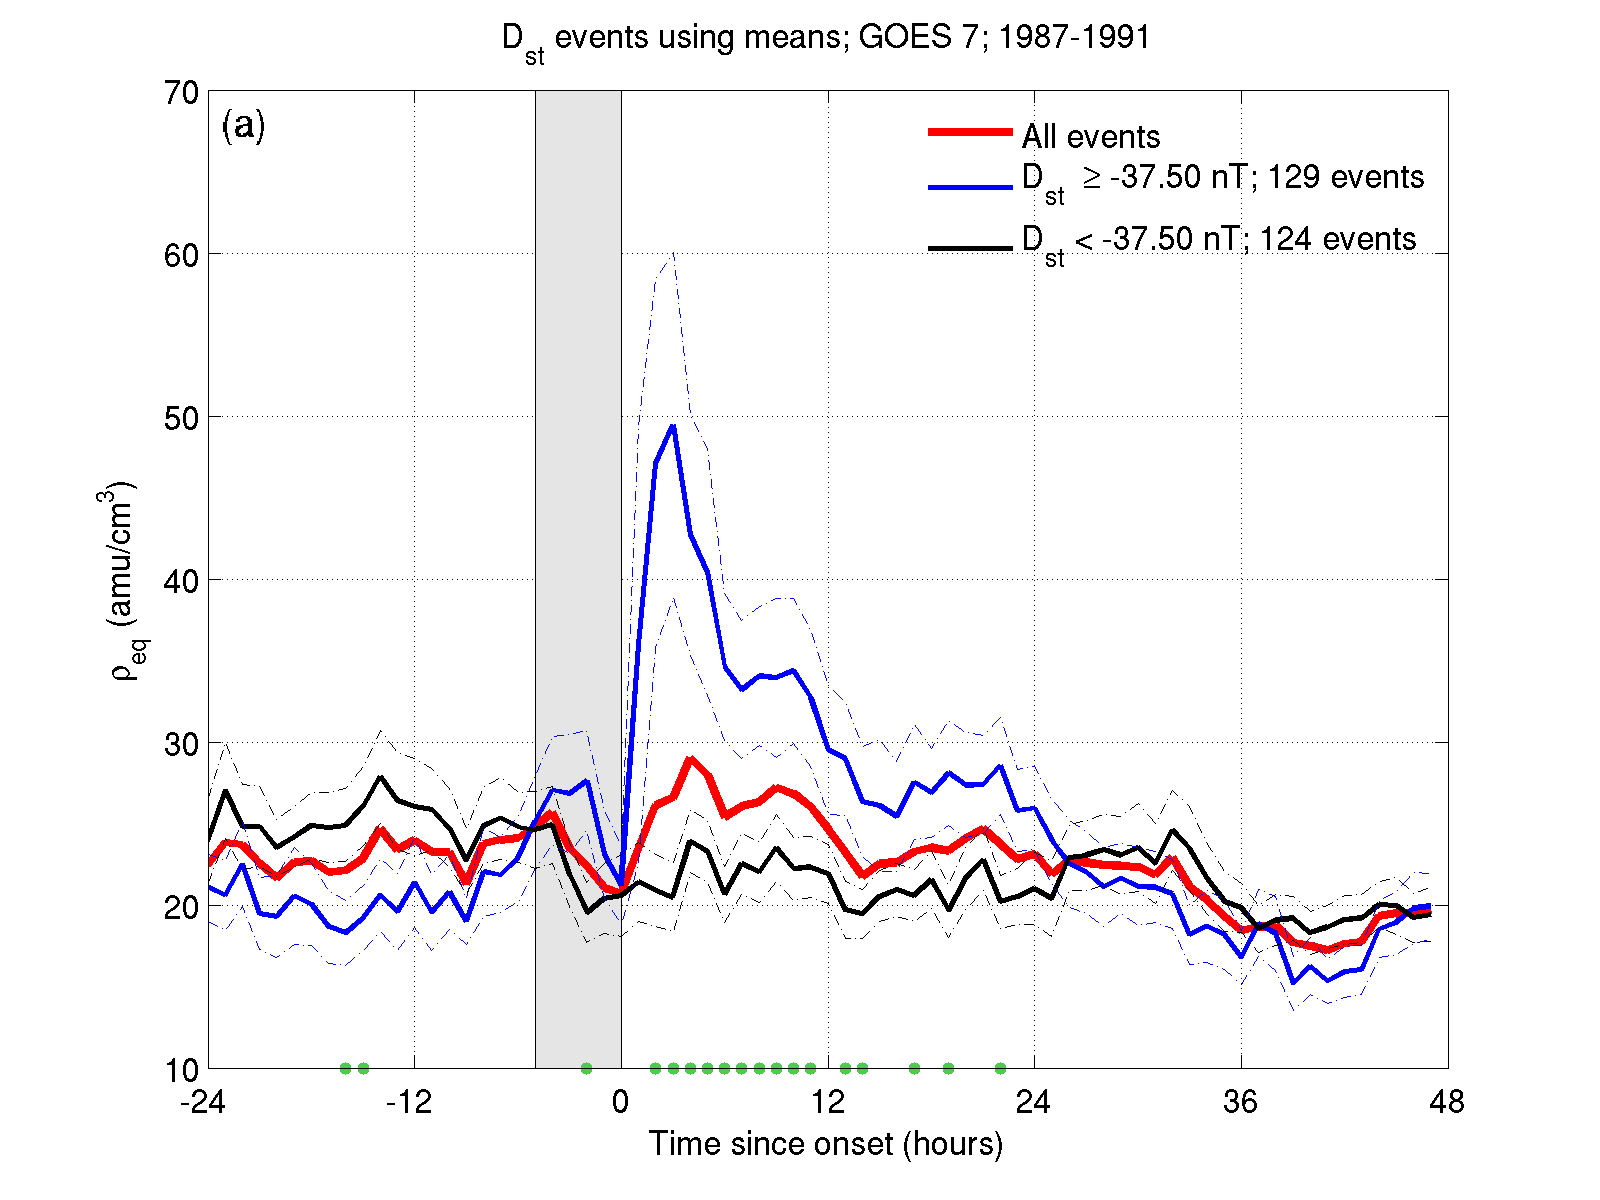 D_st events using means; GOES 7; 1987-1991
(a)
All events
D_st ≥ -37.50 nT; 129 events
D_st < -37.50 nT; 124 events
70
60
50
40
30
20
10
ρ_eq (amu/cm^3)
-24 -12 0 12 24 36 48
Time since onset (hours)